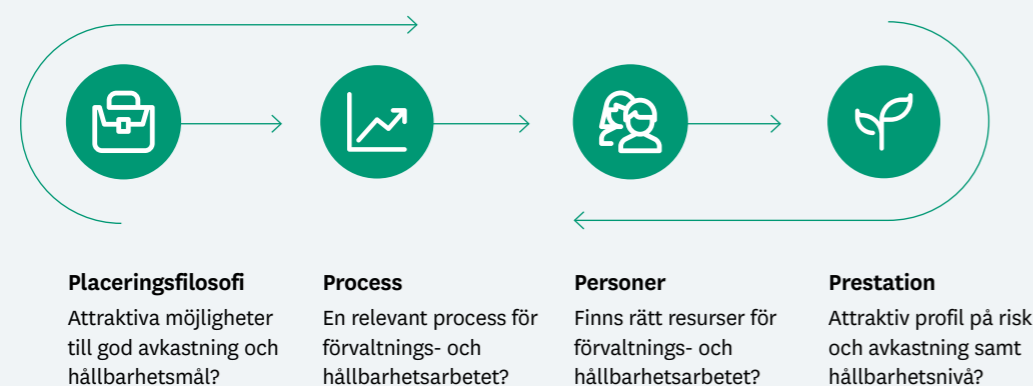 Placeringsfilosofi
Attraktiva möjligheter
till god avkastning och
hållbarhetsmål?
Process
En relevant process för
förvaltnings- och
hållbarhetsarbetet?
Personer
Finns rätt resurser för
förvaltnings- och
hållbarhetsarbetet?
Prestation
Attraktiv profil på risk
och avkastning samt
hållbarhetsnivå?